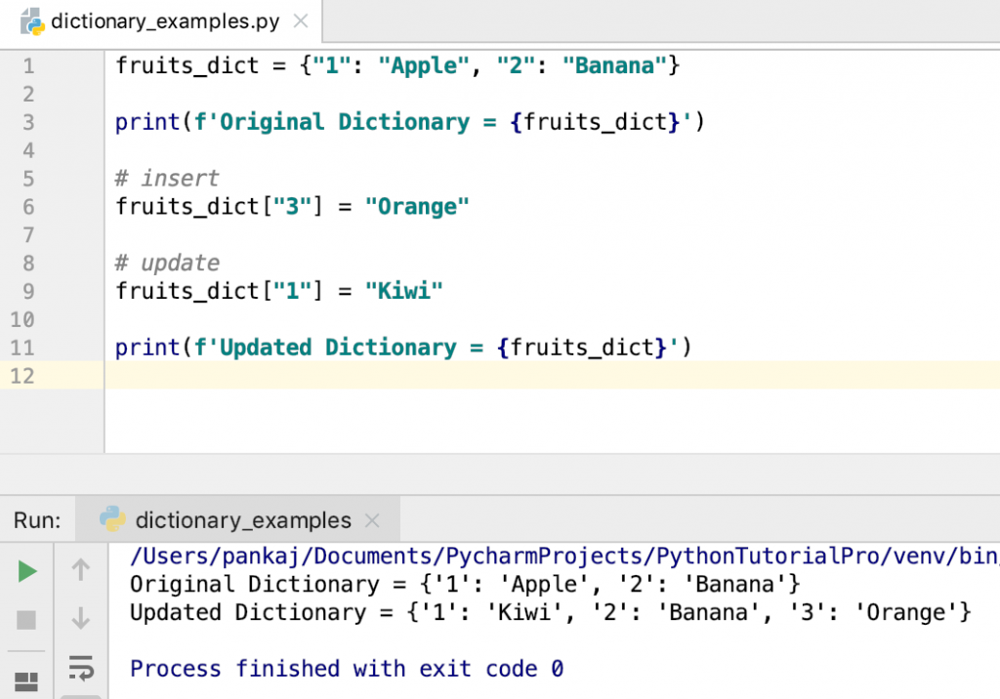 dictionary_examples.py
1 fruits_dict = {"1": "Apple", "2": "Banana"}
2
3 print(f'Original Dictionary = {fruits_dict}')
4
5 # insert
6 fruits_dict["3"] = "Orange"
7
8 # update
9 fruits_dict["1"] = "Kiwi"
10
11 print(f'Updated Dictionary = {fruits_dict}')
12
Run: dictionary_examples
/Users/pankaj/Documents/PycharmProjects/PythonTutorialPro/venv/bin
Original Dictionary = {'1': 'Apple', '2': 'Banana'}
Updated Dictionary = {'1': 'Kiwi', '2': 'Banana', '3': 'Orange'}
Process finished with exit code 0